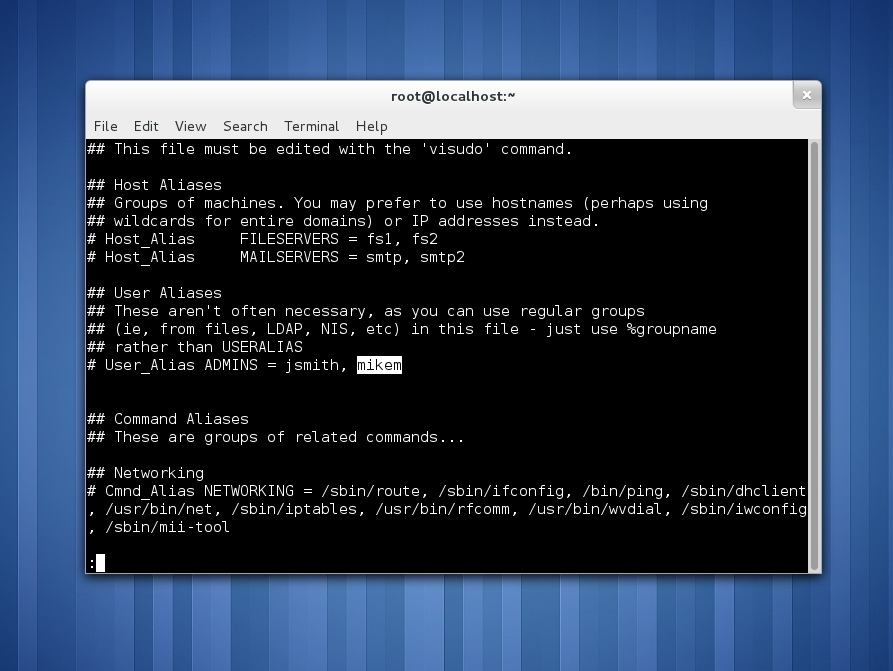 root@localhost:~
File Edit View Search Terminal Help
## This file must be edited with the 'visudo' command.
## Host Aliases
## Groups of machines. You may prefer to use hostnames (perhaps using
## wildcards for entire domains) or IP addresses instead.
# Host_Alias     FILESERVERS = fs1, fs2
# Host_Alias     MAILSERVERS = smtp, smtp2
## User Aliases
## These aren't often necessary, as you can use regular groups
## (ie, from files, LDAP, NIS, etc) in this file - just use %groupname
## rather than USERALIAS
# User_Alias ADMINS = jsmith, mikem
## Command Aliases
## These are groups of related commands...
## Networking
# Cmnd_Alias NETWORKING = /sbin/route, /sbin/ifconfig, /bin/ping, /sbin/dhclient
, /usr/bin/net, /sbin/iptables, /usr/bin/rfcomm, /usr/bin/wvdial, /sbin/iwconfig
, /sbin/mii-tool
: